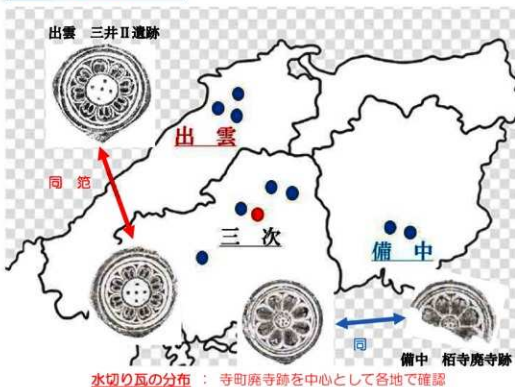 出雲 三井Ⅱ遺跡
出雲
同笵
三次
備中
同
備中 栢寺廃寺跡
水切り瓦の分布 : 寺町廃寺跡を中心として各地で確認